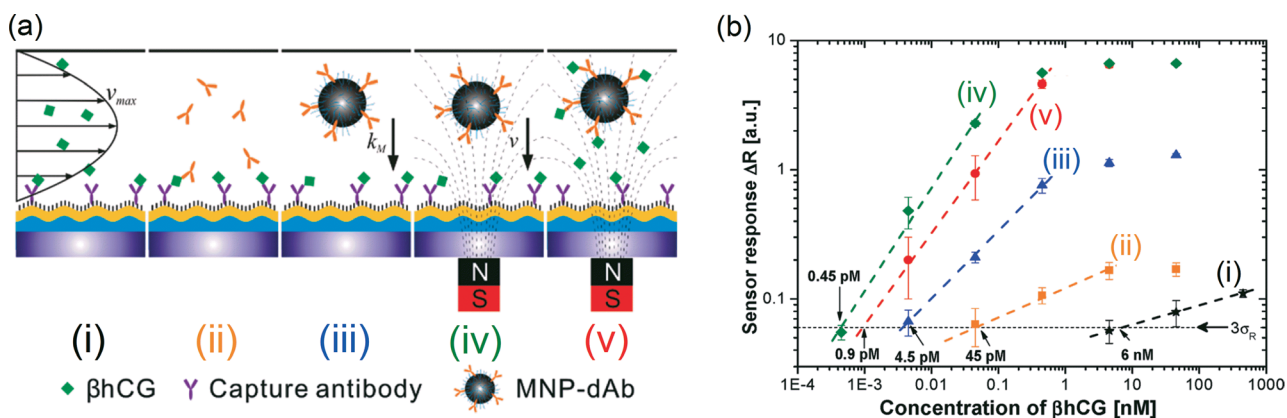 (a)
v_max
k_M
v
N
S
N
S
(i) (ii) (iii) (iv) (v)
βhCG Capture antibody MNP-dAb
(b)
Sensor response ΔR [a.u.]
10
1
0.1
(iv)
(v)
(iii)
(ii)
(i)
0.45 pM
0.9 pM
4.5 pM
45 pM
6 nM
3σ_R
1E-4 1E-3 0.01 0.1 1 10 100 1000
Concentration of βhCG [nM]